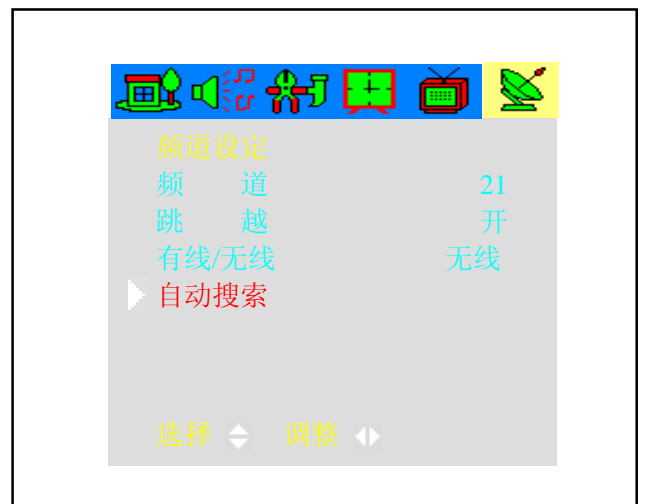 频道设定
频 道 21
跳 越 开
有线/无线 无线
自动搜索
选择 调整